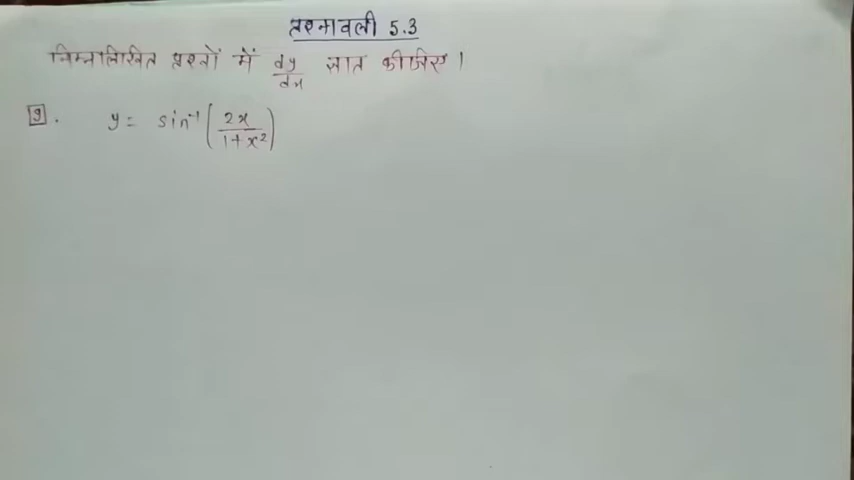 प्रश्नावली 5.3
निम्नलिखित प्रश्नों में dy/dx ज्ञात कीजिए ।
9. y = sin⁻¹(2x/1+x²)